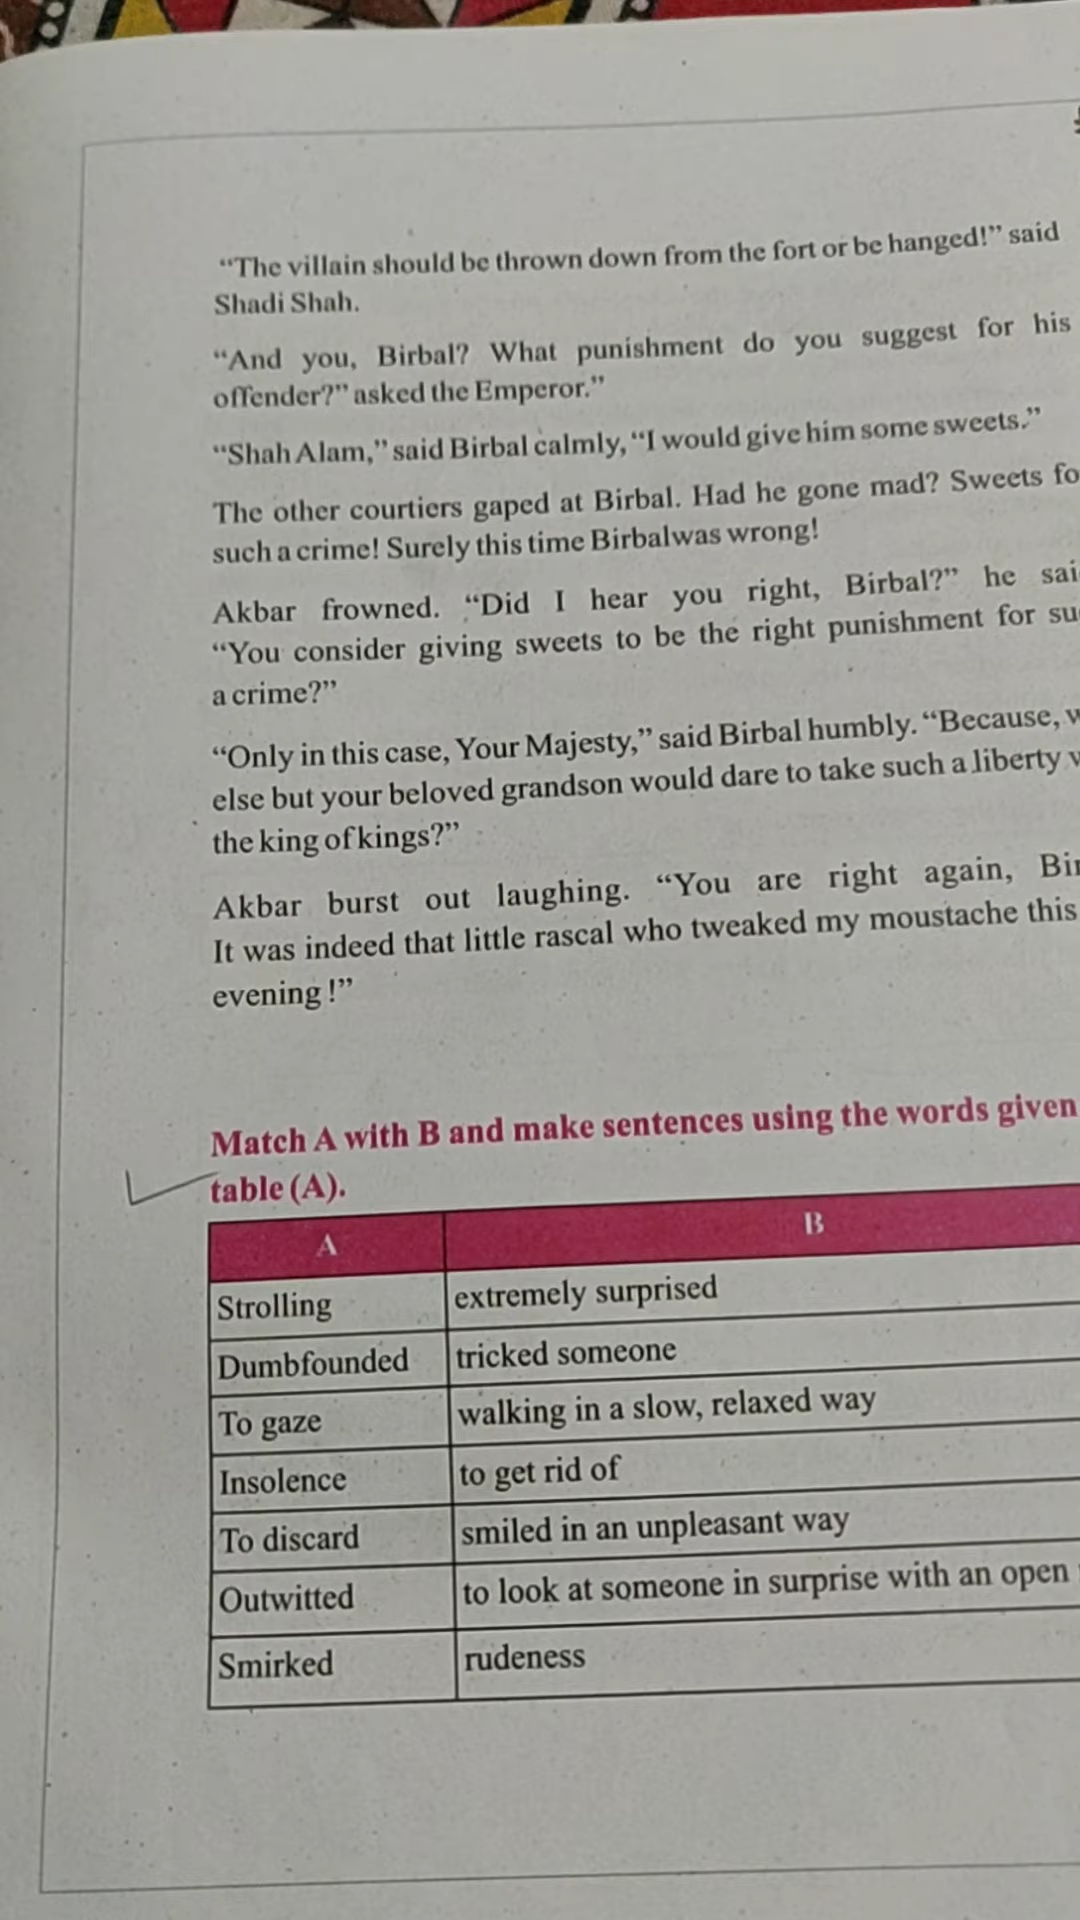 “The villain should be thrown down from the fort or be hanged!” said
Shadi Shah.
“And you, Birbal? What punishment do you suggest for his
offender?” asked the Emperor.”
“Shah Alam,” said Birbal calmly, “I would give him some sweets.”
The other courtiers gaped at Birbal. Had he gone mad? Sweets
such a crime! Surely this time Birbalwas wrong!
Akbar frowned. “Did I hear you right, Birbal?” he
“You consider giving sweets to be the right punishment for
a crime?”
“Only in this case, Your Majesty,” said Birbal humbly. “Because,
else but your beloved grandson would dare to take such a liberty
the king of kings?”
Akbar burst out laughing. “You are right again,
It was indeed that little rascal who tweaked my moustache this
evening !”
Match A with B and make sentences using the words given
table (A).
A B
Strolling extremely surprised
Dumbfounded tricked someone
To gaze walking in a slow, relaxed way
Insolence to get rid of
To discard smiled in an unpleasant way
Outwitted to look at someone in surprise with an open
Smirked rudeness